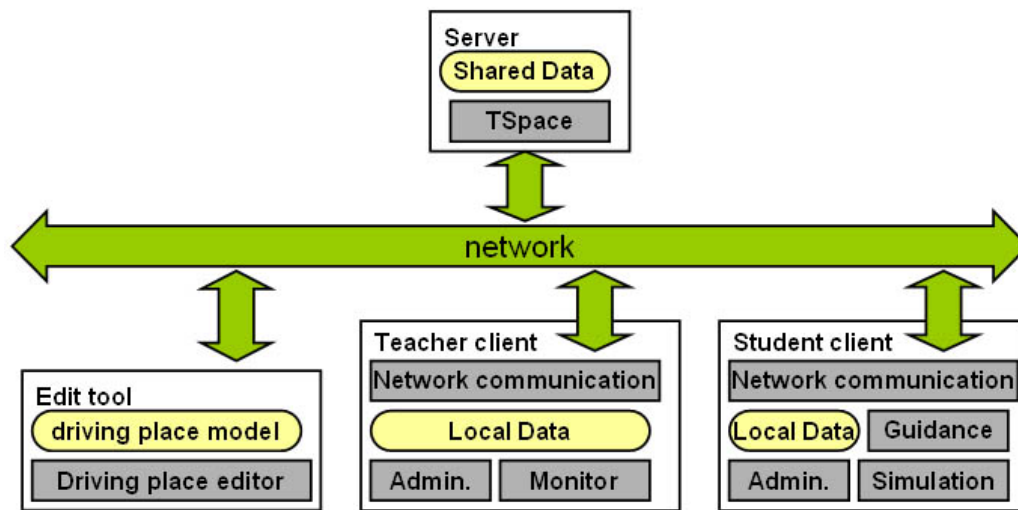 Server
Shared Data
TSpace
network
Edit tool
driving place model
Driving place editor
Teacher client
Network communication
Local Data
Admin.
Monitor
Student client
Network communication
Local Data
Guidance
Admin.
Simulation